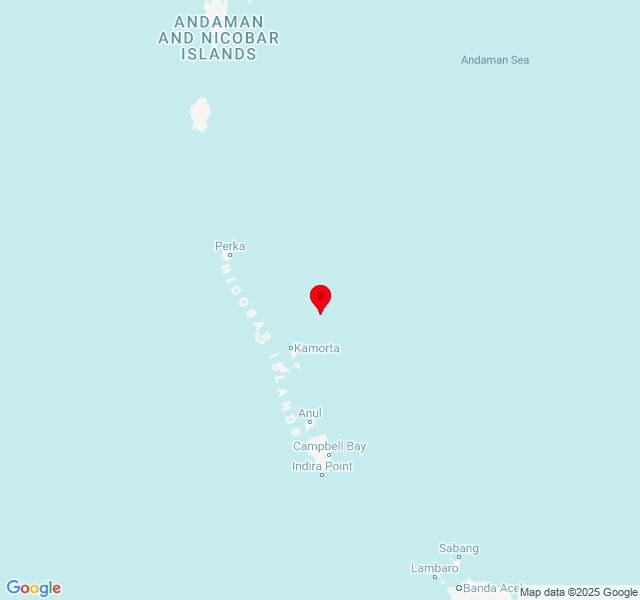 ANDAMAN
AND NICOBAR
ISLANDS
Andaman Sea
Perka
NICOBAR ISLANDS
Kamorta
Anul
Campbell Bay
Indira Point
Sabang
Lambaro
Banda Aceh
Google
Map data ©2025 Google